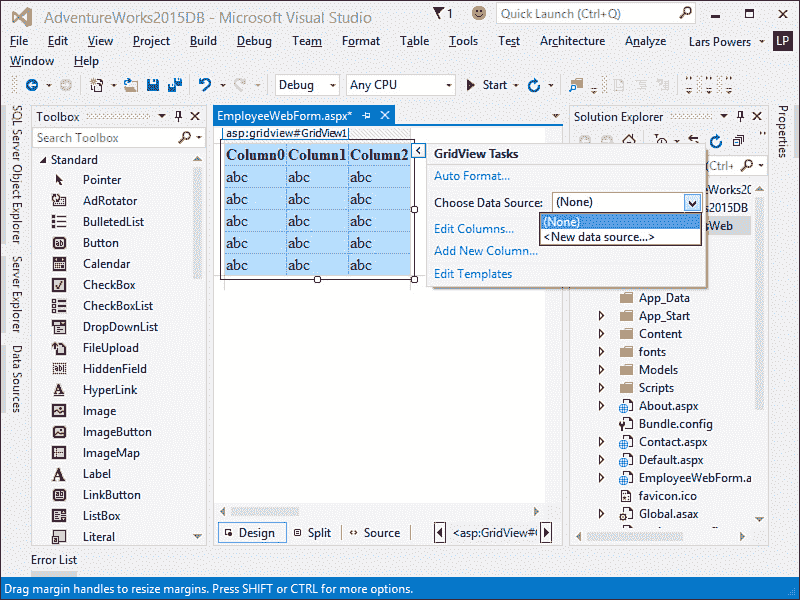 AdventureWorks2015DB - Microsoft Visual Studio
1
Quick Launch (Ctrl+Q)
File Edit View Project Build Debug Team Format Table Tools Test Architecture Analyze Lars Powers LP
Window Help
Debug Any CPU Start
Toolbox
EmployeeWebForm.aspx*
Solution Explorer
Search Toolbox
asp:gridview#GridView1
SQL Server Object Explorer
Server Explorer
Data Sources
Properties
Standard
Pointer
AdRotator
BulletedList
Button
Calendar
CheckBox
CheckBoxList
DropDownList
FileUpload
HiddenField
HyperLink
Image
ImageButton
ImageMap
Label
LinkButton
ListBox
Literal
Column0 Column1 Column2
abc abc abc
abc abc abc
abc abc abc
abc abc abc
abc abc abc
GridView Tasks
Auto Format...
Choose Data Source: (None)
(None)
<New data source...>
Edit Columns...
Add New Column...
Edit Templates
(Ctrl+
eWorks20
s2015DB
sWeb
App_Data
App_Start
Content
fonts
Models
Scripts
About.aspx
Bundle.config
Contact.aspx
Default.aspx
EmployeeWebForm.a
favicon.ico
Global.asax
Design Split Source <asp:GridView#
Error List
Drag margin handles to resize margins. Press SHIFT or CTRL for more options.